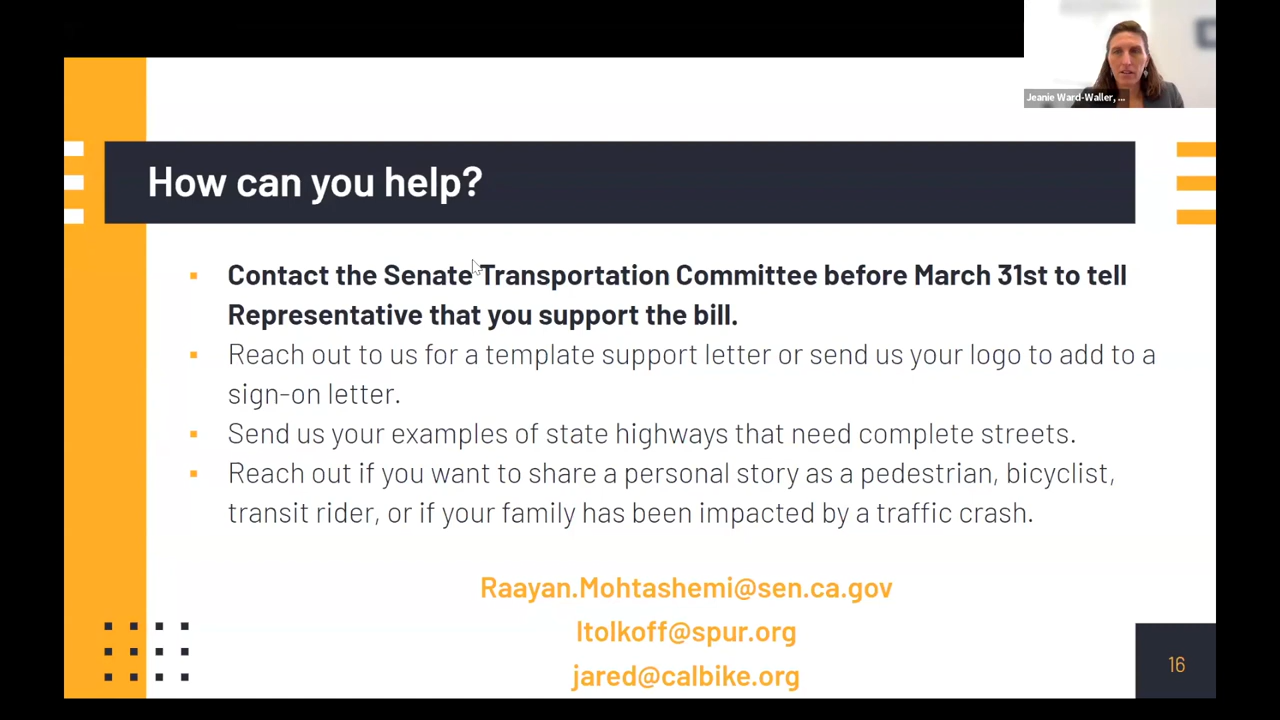 Jeanie Ward-Waller, ...
How can you help?
Contact the Senate Transportation Committee before March 31st to tell
Representative that you support the bill.
Reach out to us for a template support letter or send us your logo to add to a
sign-on letter.
Send us your examples of state highways that need complete streets.
Reach out if you want to share a personal story as a pedestrian, bicyclist,
transit rider, or if your family has been impacted by a traffic crash.
Raayan.Mohtashemi@sen.ca.gov
ltolkoff@spur.org
jared@calbike.org
16